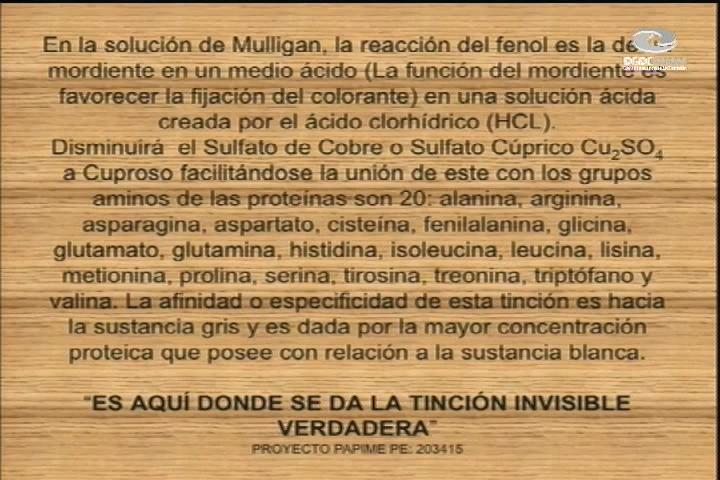 En la solución de Mulligan, la reacción del fenol es la de
mordiente en un medio ácido (La función del mordiente es
favorecer la fijación del colorante) en una solución ácida
creada por el ácido clorhídrico (HCL).
Disminuirá el Sulfato de Cobre o Sulfato Cúprico Cu₂SO₄
a Cuproso facilitándose la unión de este con los grupos
aminos de las proteínas son 20: alanina, arginina,
asparagina, aspartato, cisteína, fenilalanina, glicina,
glutamato, glutamina, histidina, isoleucina, leucina, lisina,
metionina, prolina, serina, tirosina, treonina, triptófano y
valina. La afinidad o especificidad de esta tinción es hacia
la sustancia gris y es dada por la mayor concentración
proteica que posee con relación a la sustancia blanca.
"ES AQUÍ DONDE SE DA LA TINCIÓN INVISIBLE
VERDADERA"
PROYECTO PAPIME PE: 203415